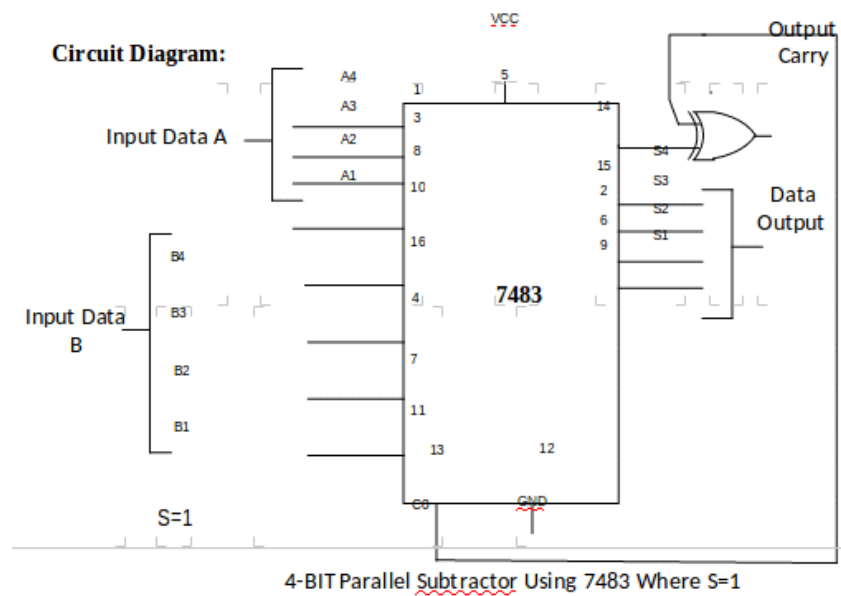 VCC
Output
Carry
Circuit Diagram:
A4
5
1
A3
14
3
A2
Input Data A
8
S4
15
A1
10
S3
2
Data
Output
S2
6
S1
9
16
B4
7483
4
B3
Input Data
B
7
B2
11
B1
13
12
C0
GND
S=1
4-BIT Parallel Subtractor Using 7483 Where S=1